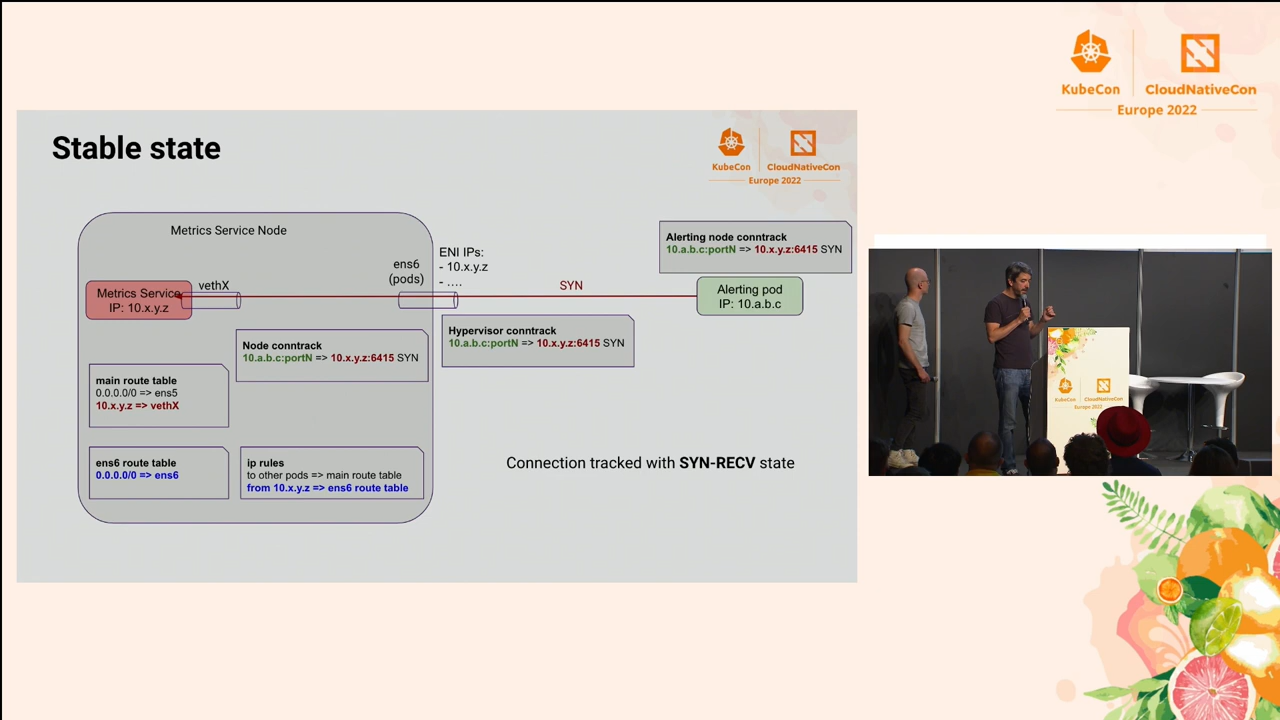 KubeCon
CloudNativeCon
Europe 2022
Stable state
KubeCon
CloudNativeCon
Europe 2022
Metrics Service Node
Metrics Service
IP: 10.x.y.z
vethX
ens6
(pods)
ENI IPs:
- 10.x.y.z
- ....
SYN
Alerting node conntrack
10.a.b.c:portN => 10.x.y.z:6415 SYN
Alerting pod
IP: 10.a.b.c
Node conntrack
10.a.b.c:portN => 10.x.y.z:6415 SYN
Hypervisor conntrack
10.a.b.c:portN => 10.x.y.z:6415 SYN
main route table
0.0.0.0/0 => ens5
10.x.y.z => vethX
ens6 route table
0.0.0.0/0 => ens6
ip rules
to other pods => main route table
from 10.x.y.z => ens6 route table
Connection tracked with SYN-RECV state
KubeCon
CloudNativeCon
Europe 2022